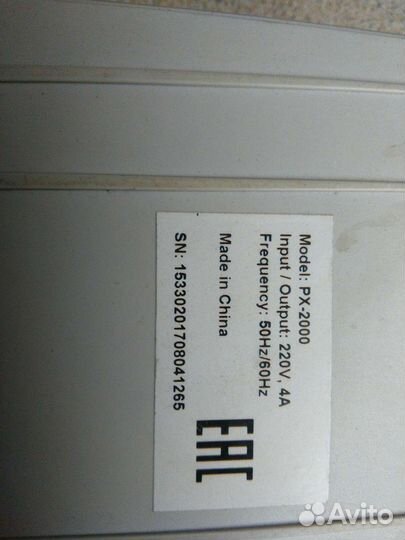 Model: PX-2000
Input / Output: 220V, 4A
Frequency: 50Hz/60Hz
Made in China
SN: 15330201708041265
EAC
Avito